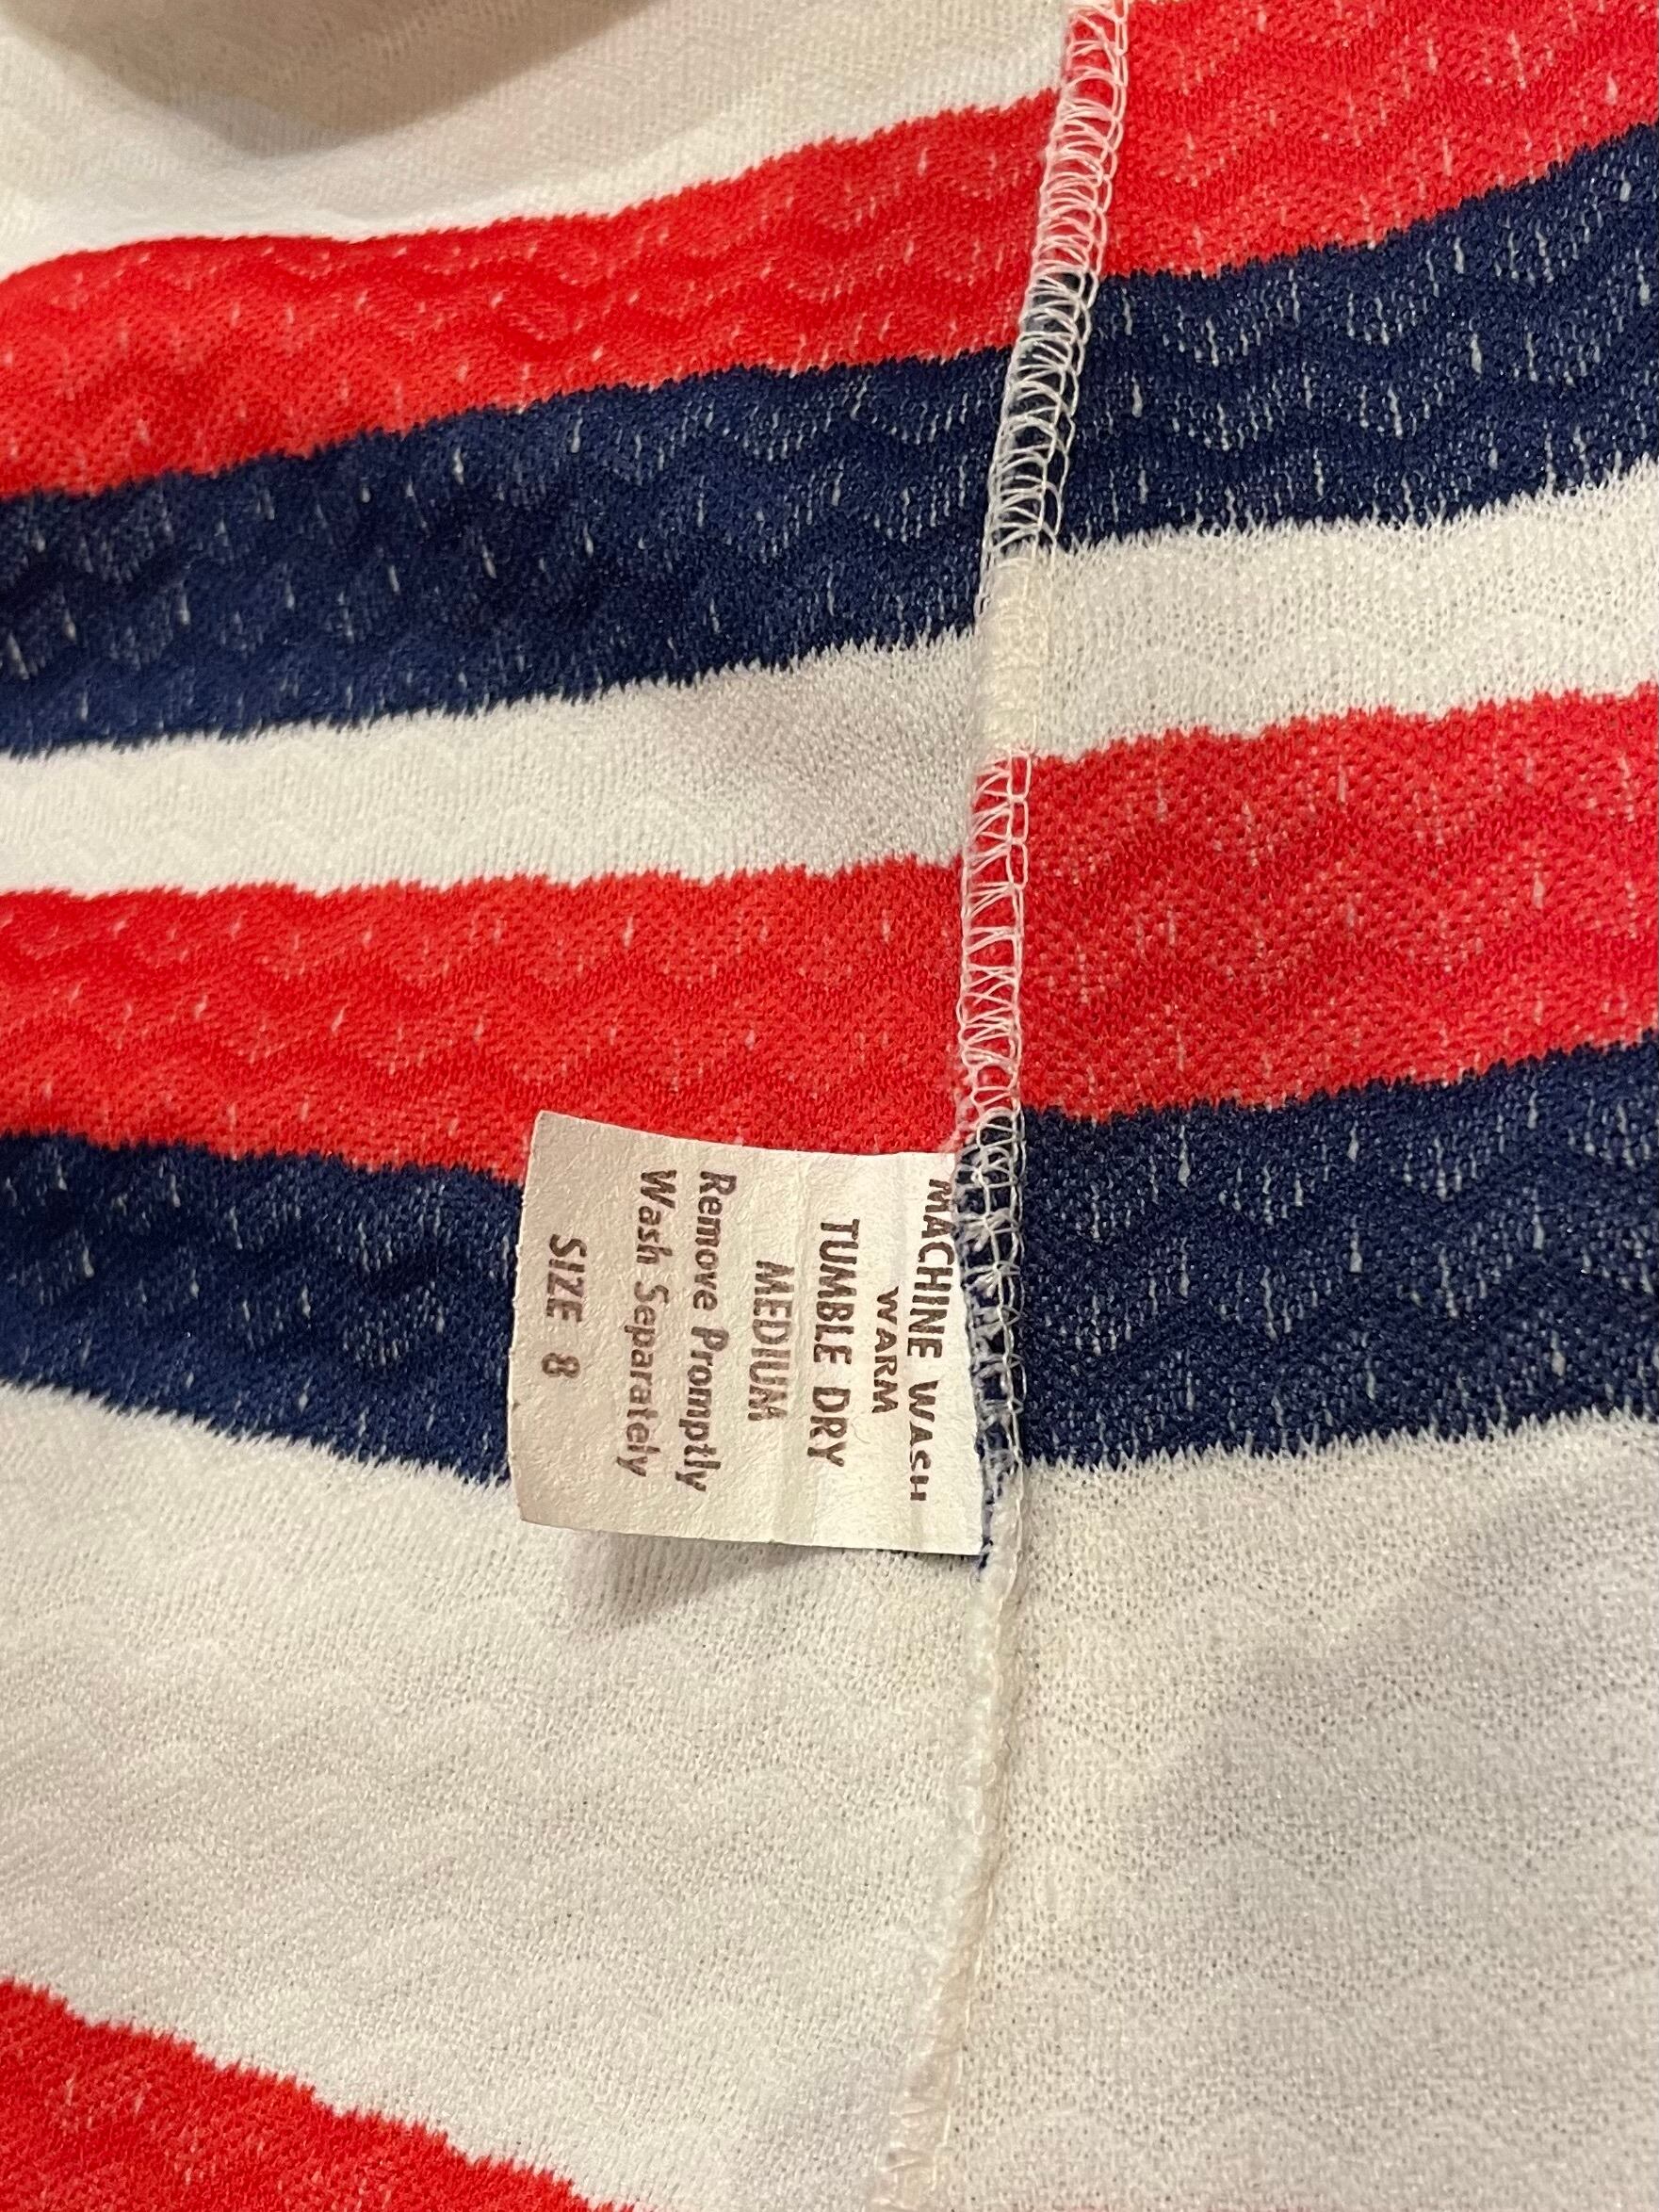 MACHINE WASH
WARM
TUMBLE DRY
MEDIUM
Remove Promptly
Wash Separately
SIZE 8